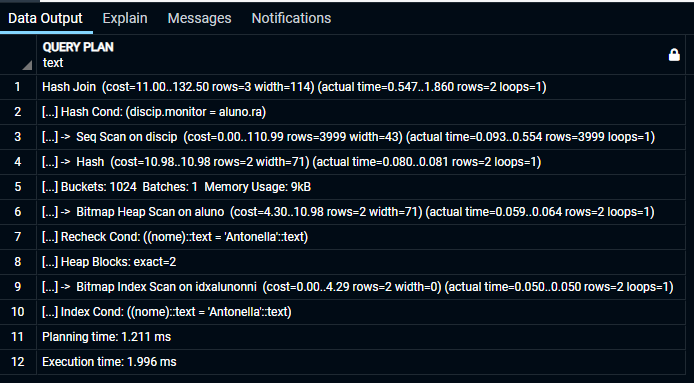 Data Output Explain Messages Notifications
QUERY PLAN
text
1 Hash Join (cost=11.00..132.50 rows=3 width=114) (actual time=0.547..1.860 rows=2 loops=1)
2 [...] Hash Cond: (discip.monitor = aluno.ra)
3 [...] -> Seq Scan on discip (cost=0.00..110.99 rows=3999 width=43) (actual time=0.093..0.554 rows=3999 loops=1)
4 [...] -> Hash (cost=10.98..10.98 rows=2 width=71) (actual time=0.080..0.081 rows=2 loops=1)
5 [...] Buckets: 1024 Batches: 1 Memory Usage: 9kB
6 [...] -> Bitmap Heap Scan on aluno (cost=4.30..10.98 rows=2 width=71) (actual time=0.059..0.064 rows=2 loops=1)
7 [...] Recheck Cond: ((nome)::text = 'Antonella'::text)
8 [...] Heap Blocks: exact=2
9 [...] -> Bitmap Index Scan on idxalunonni (cost=0.00..4.29 rows=2 width=0) (actual time=0.050..0.050 rows=2 loops=1)
10 [...] Index Cond: ((nome)::text = 'Antonella'::text)
11 Planning time: 1.211 ms
12 Execution time: 1.996 ms